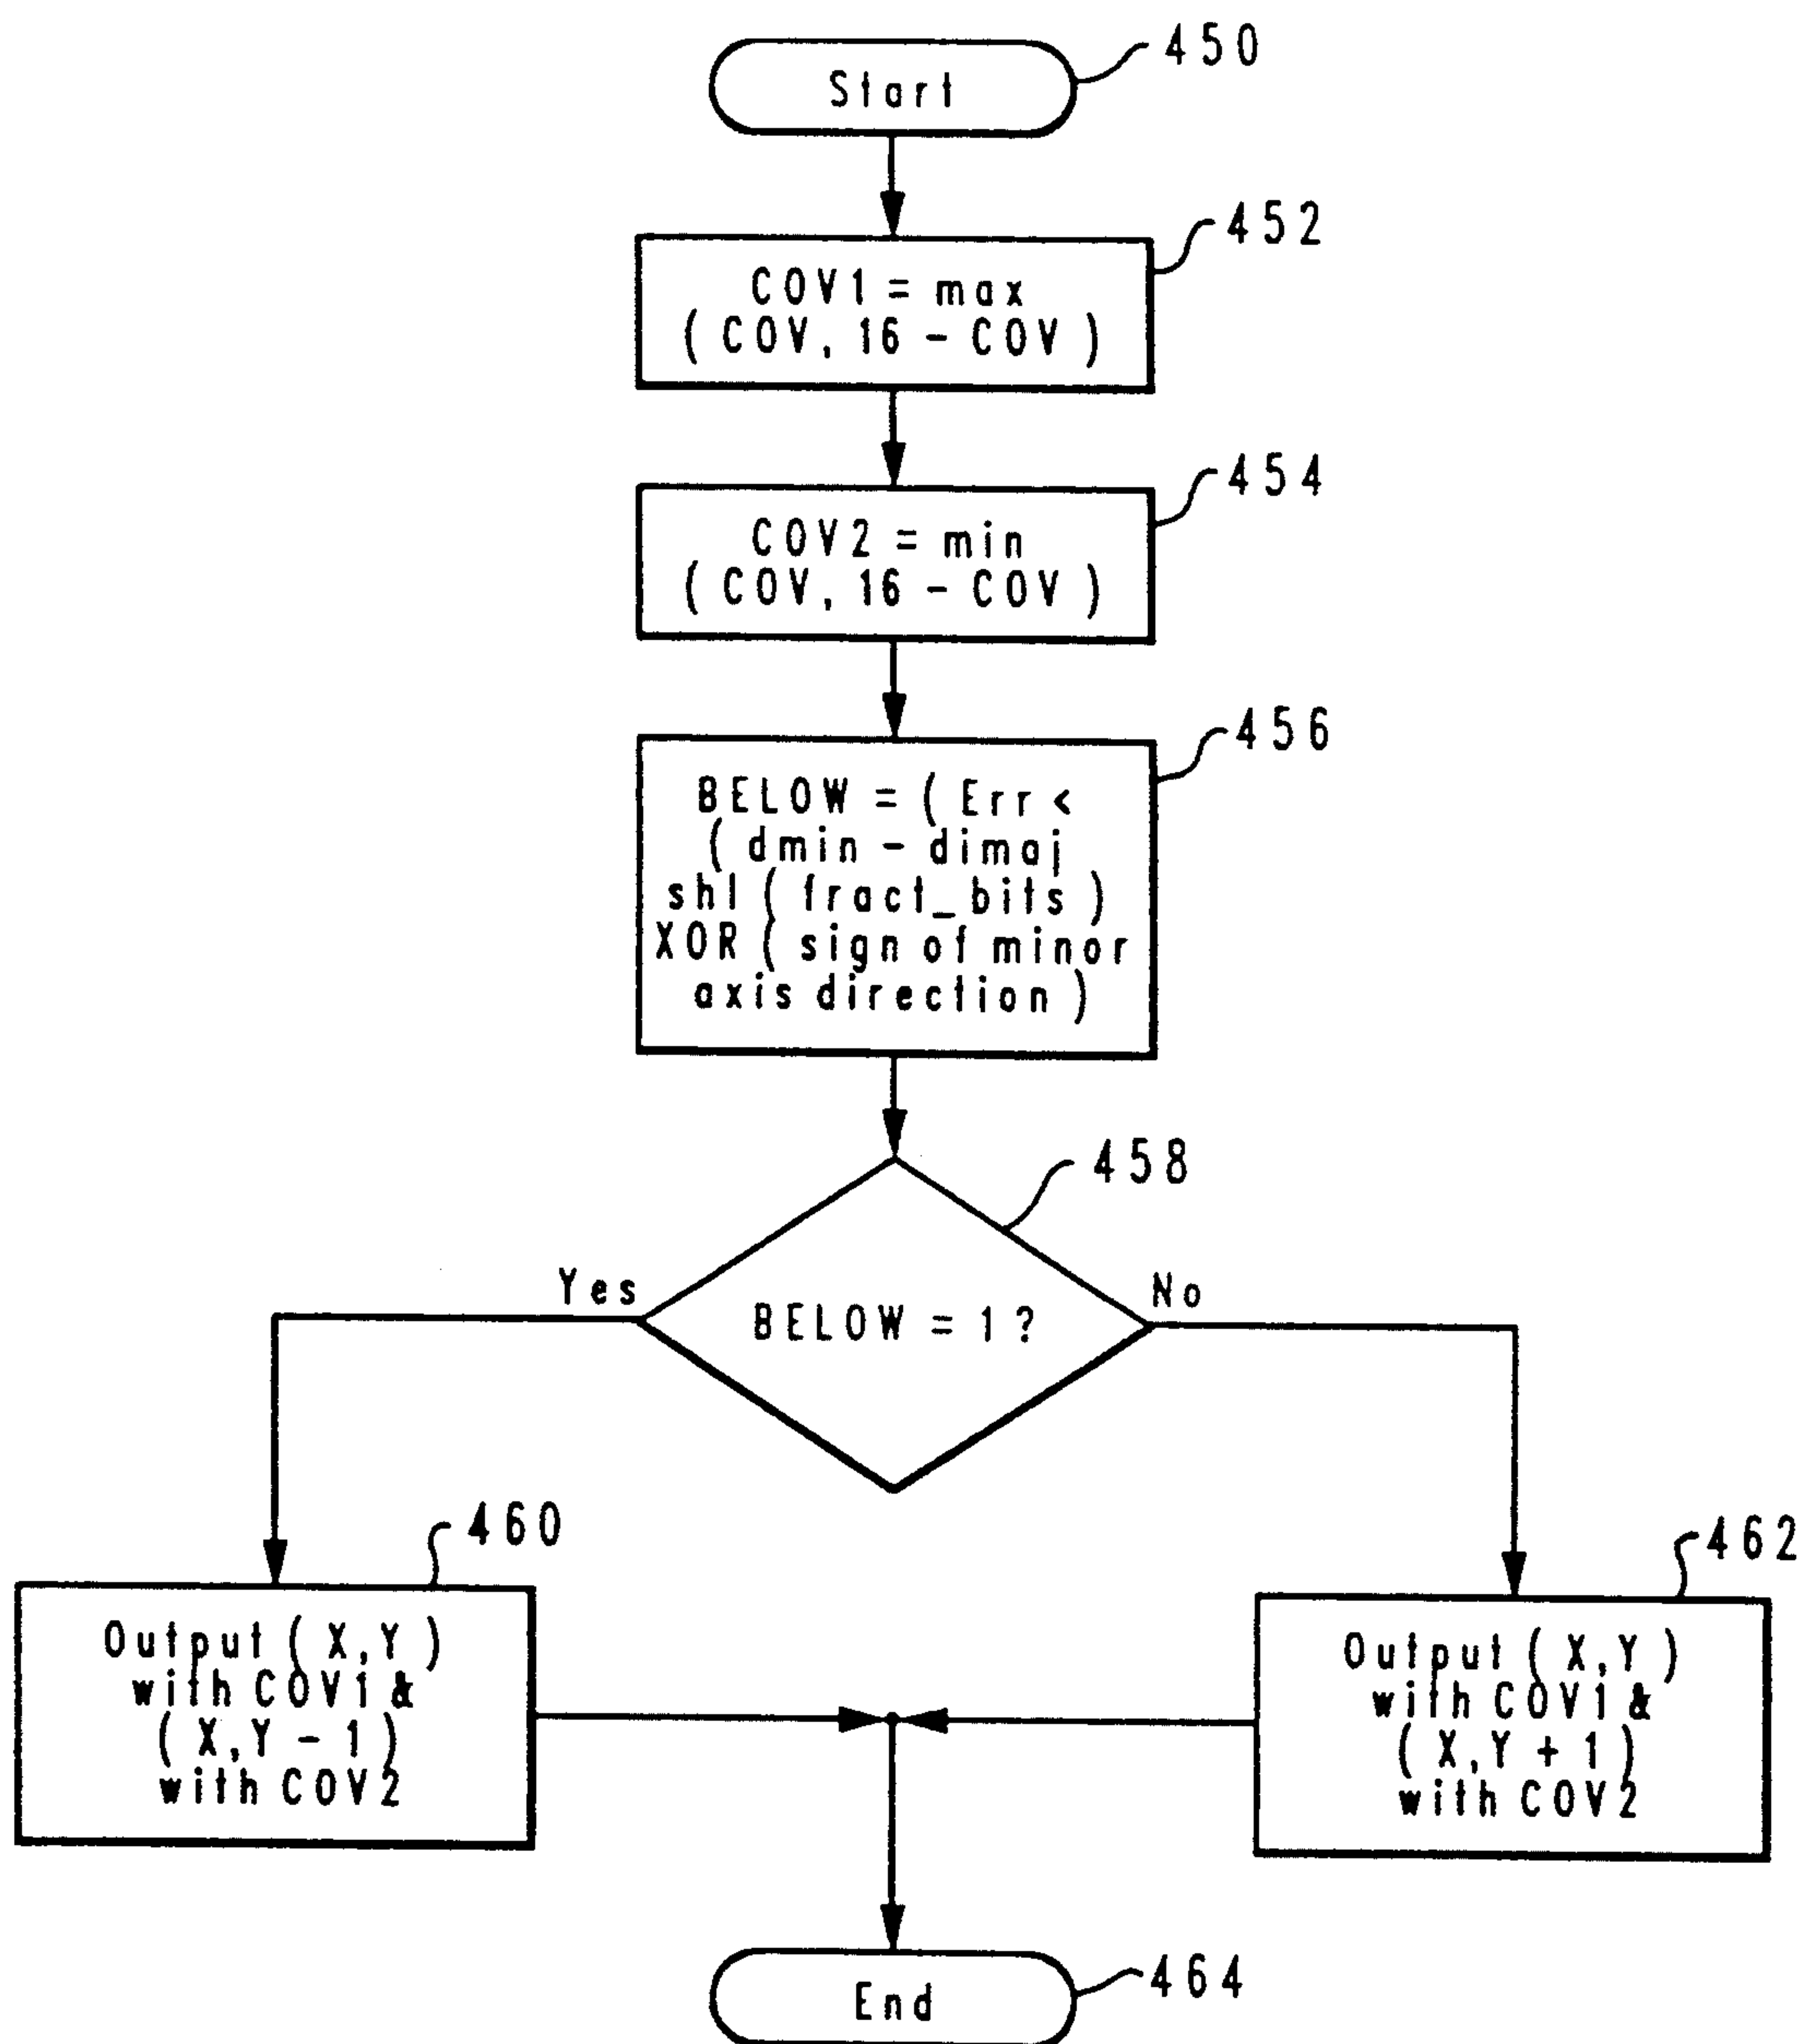 Start
450
452
COV1 = max
( COV, 16 - COV )
454
COV2 = min
( COV, 16 - COV )
456
BELOW = ( Err <
( dmin - dimaj
shl ( fract_bits )
XOR ( sign of minor
axis direction )
458
Yes
No
BELOW = 1 ?
460
Output ( X, Y )
with COV1 &
( X, Y - 1 )
with COV2
462
Output ( X, Y )
with COV1 &
( X, Y + 1 )
with COV2
End
464